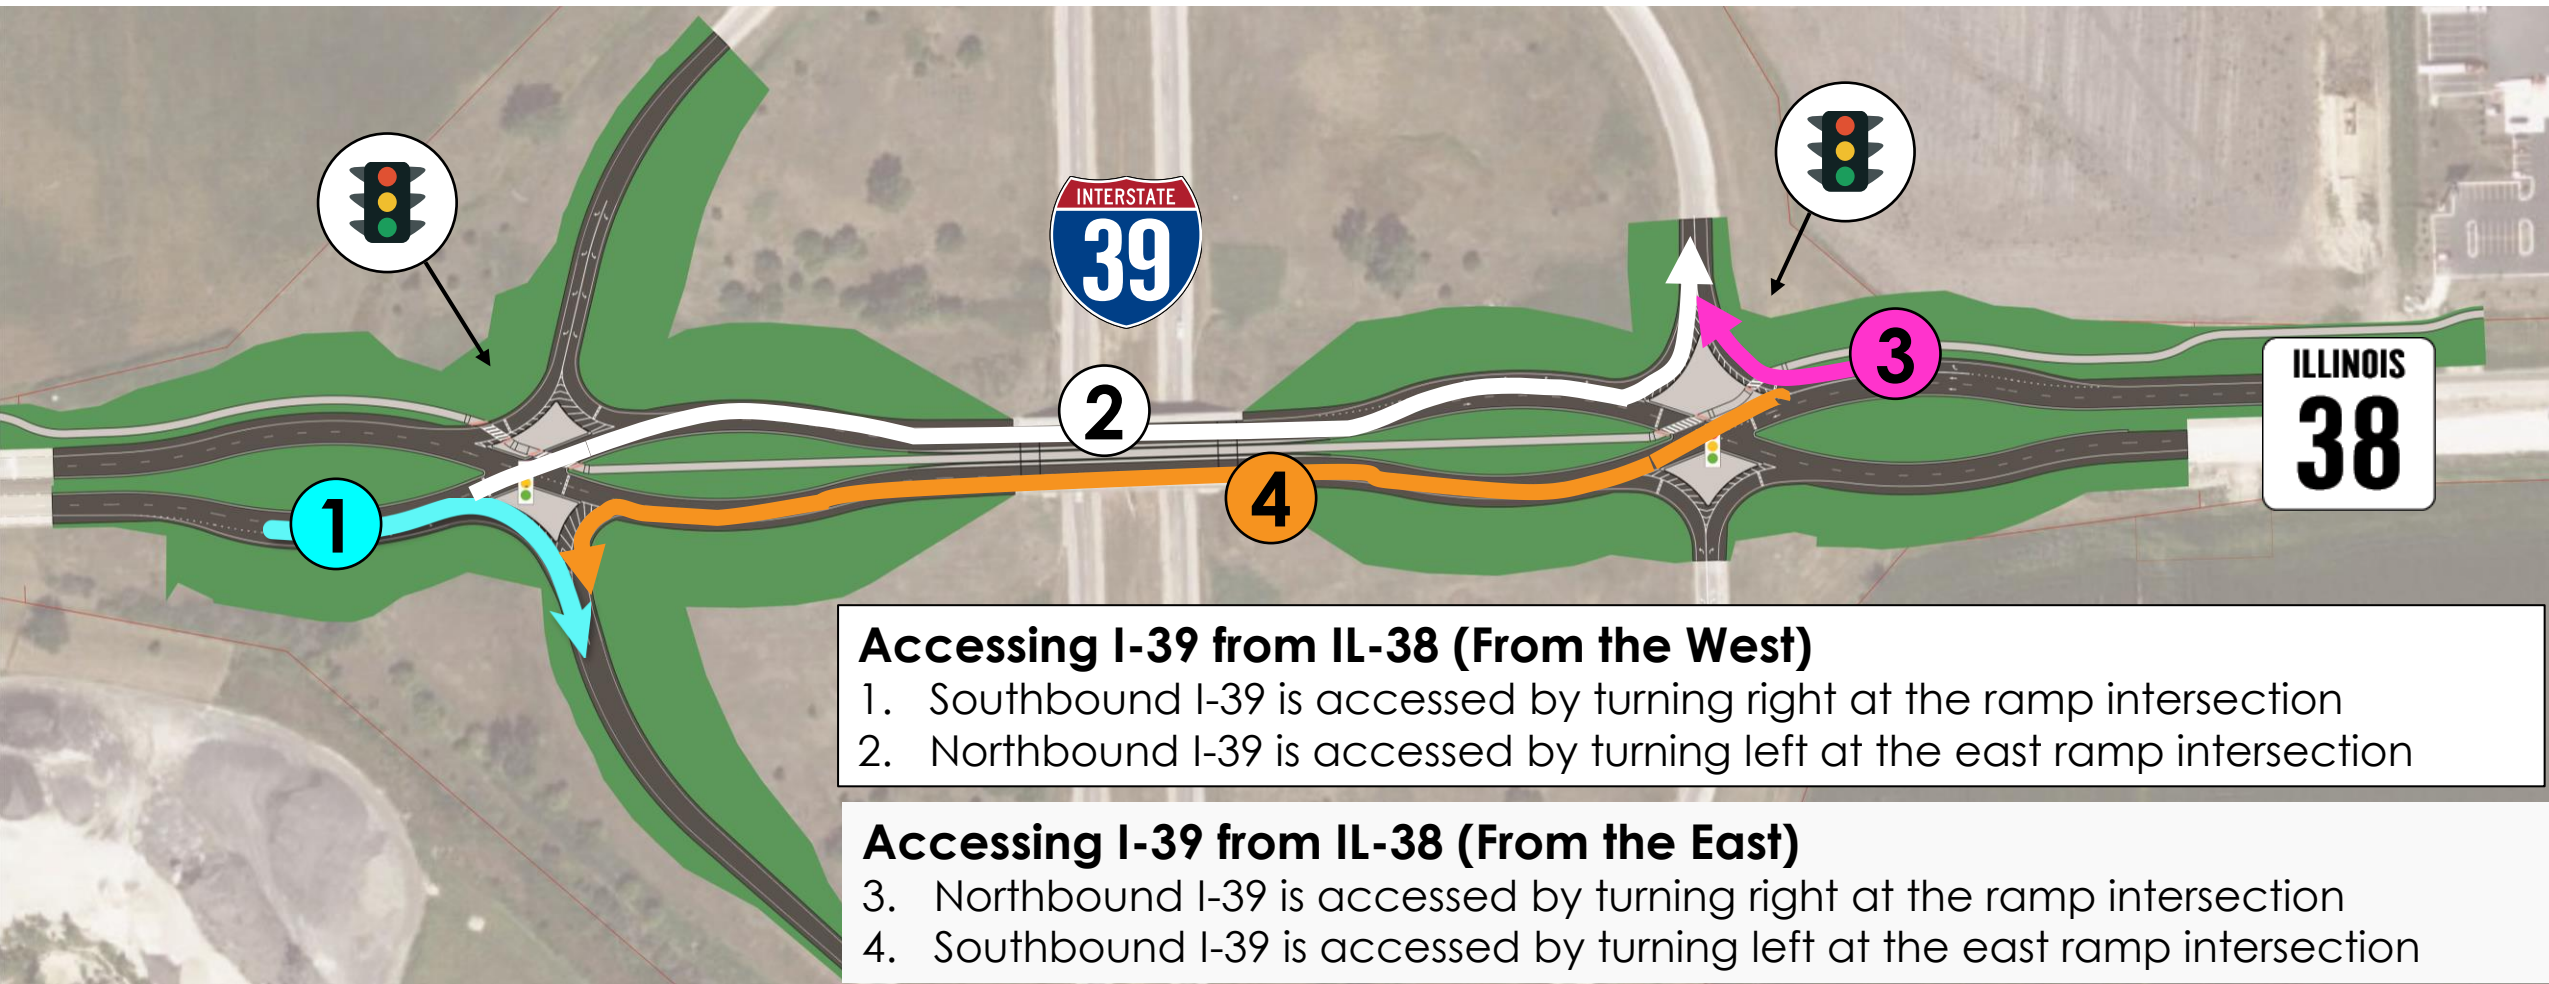 INTERSTATE
39
ILLINOIS
38
1
2
3
4
Accessing I-39 from IL-38 (From the West)
1. Southbound I-39 is accessed by turning right at the ramp intersection
2. Northbound I-39 is accessed by turning left at the east ramp intersection
Accessing I-39 from IL-38 (From the East)
3. Northbound I-39 is accessed by turning right at the ramp intersection
4. Southbound I-39 is accessed by turning left at the east ramp intersection